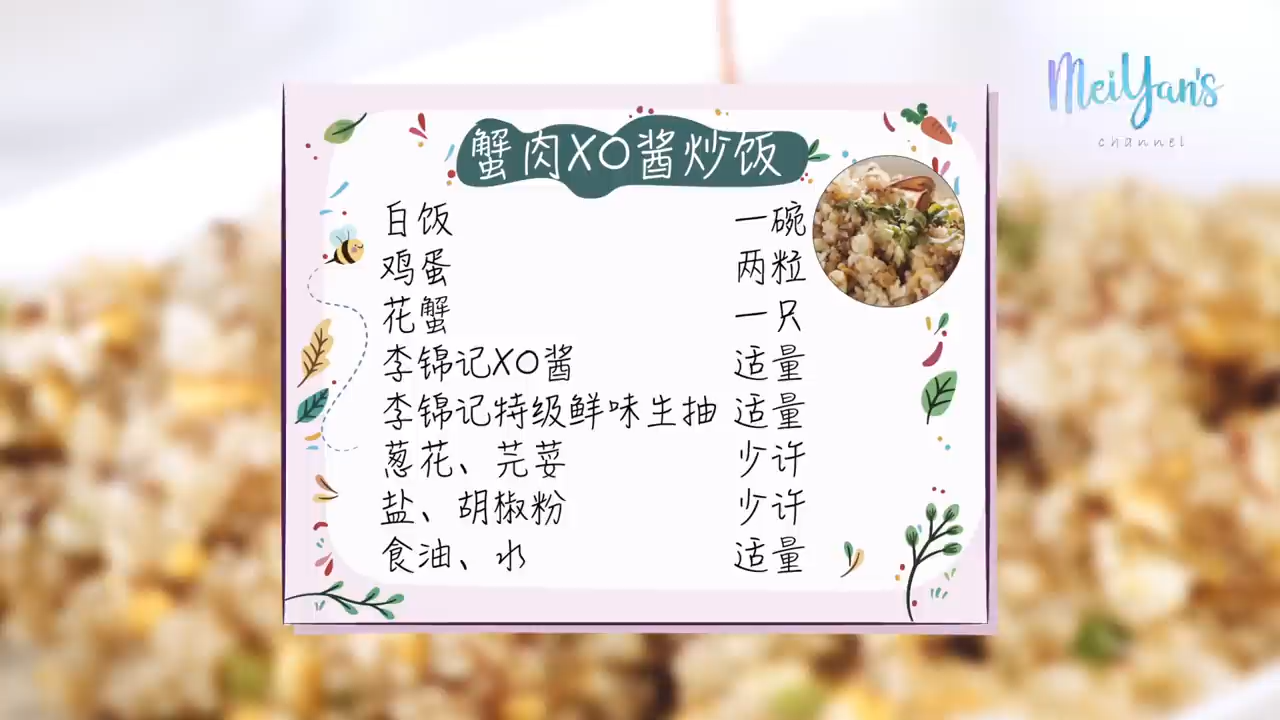 MeiYan's
channel
蟹肉XO酱炒饭
白饭 一碗
鸡蛋 两粒
花蟹 一只
李锦记XO酱 适量
李锦记特级鲜味生抽 适量
葱花、芫荽 少许
盐、胡椒粉 少许
食油、水 适量